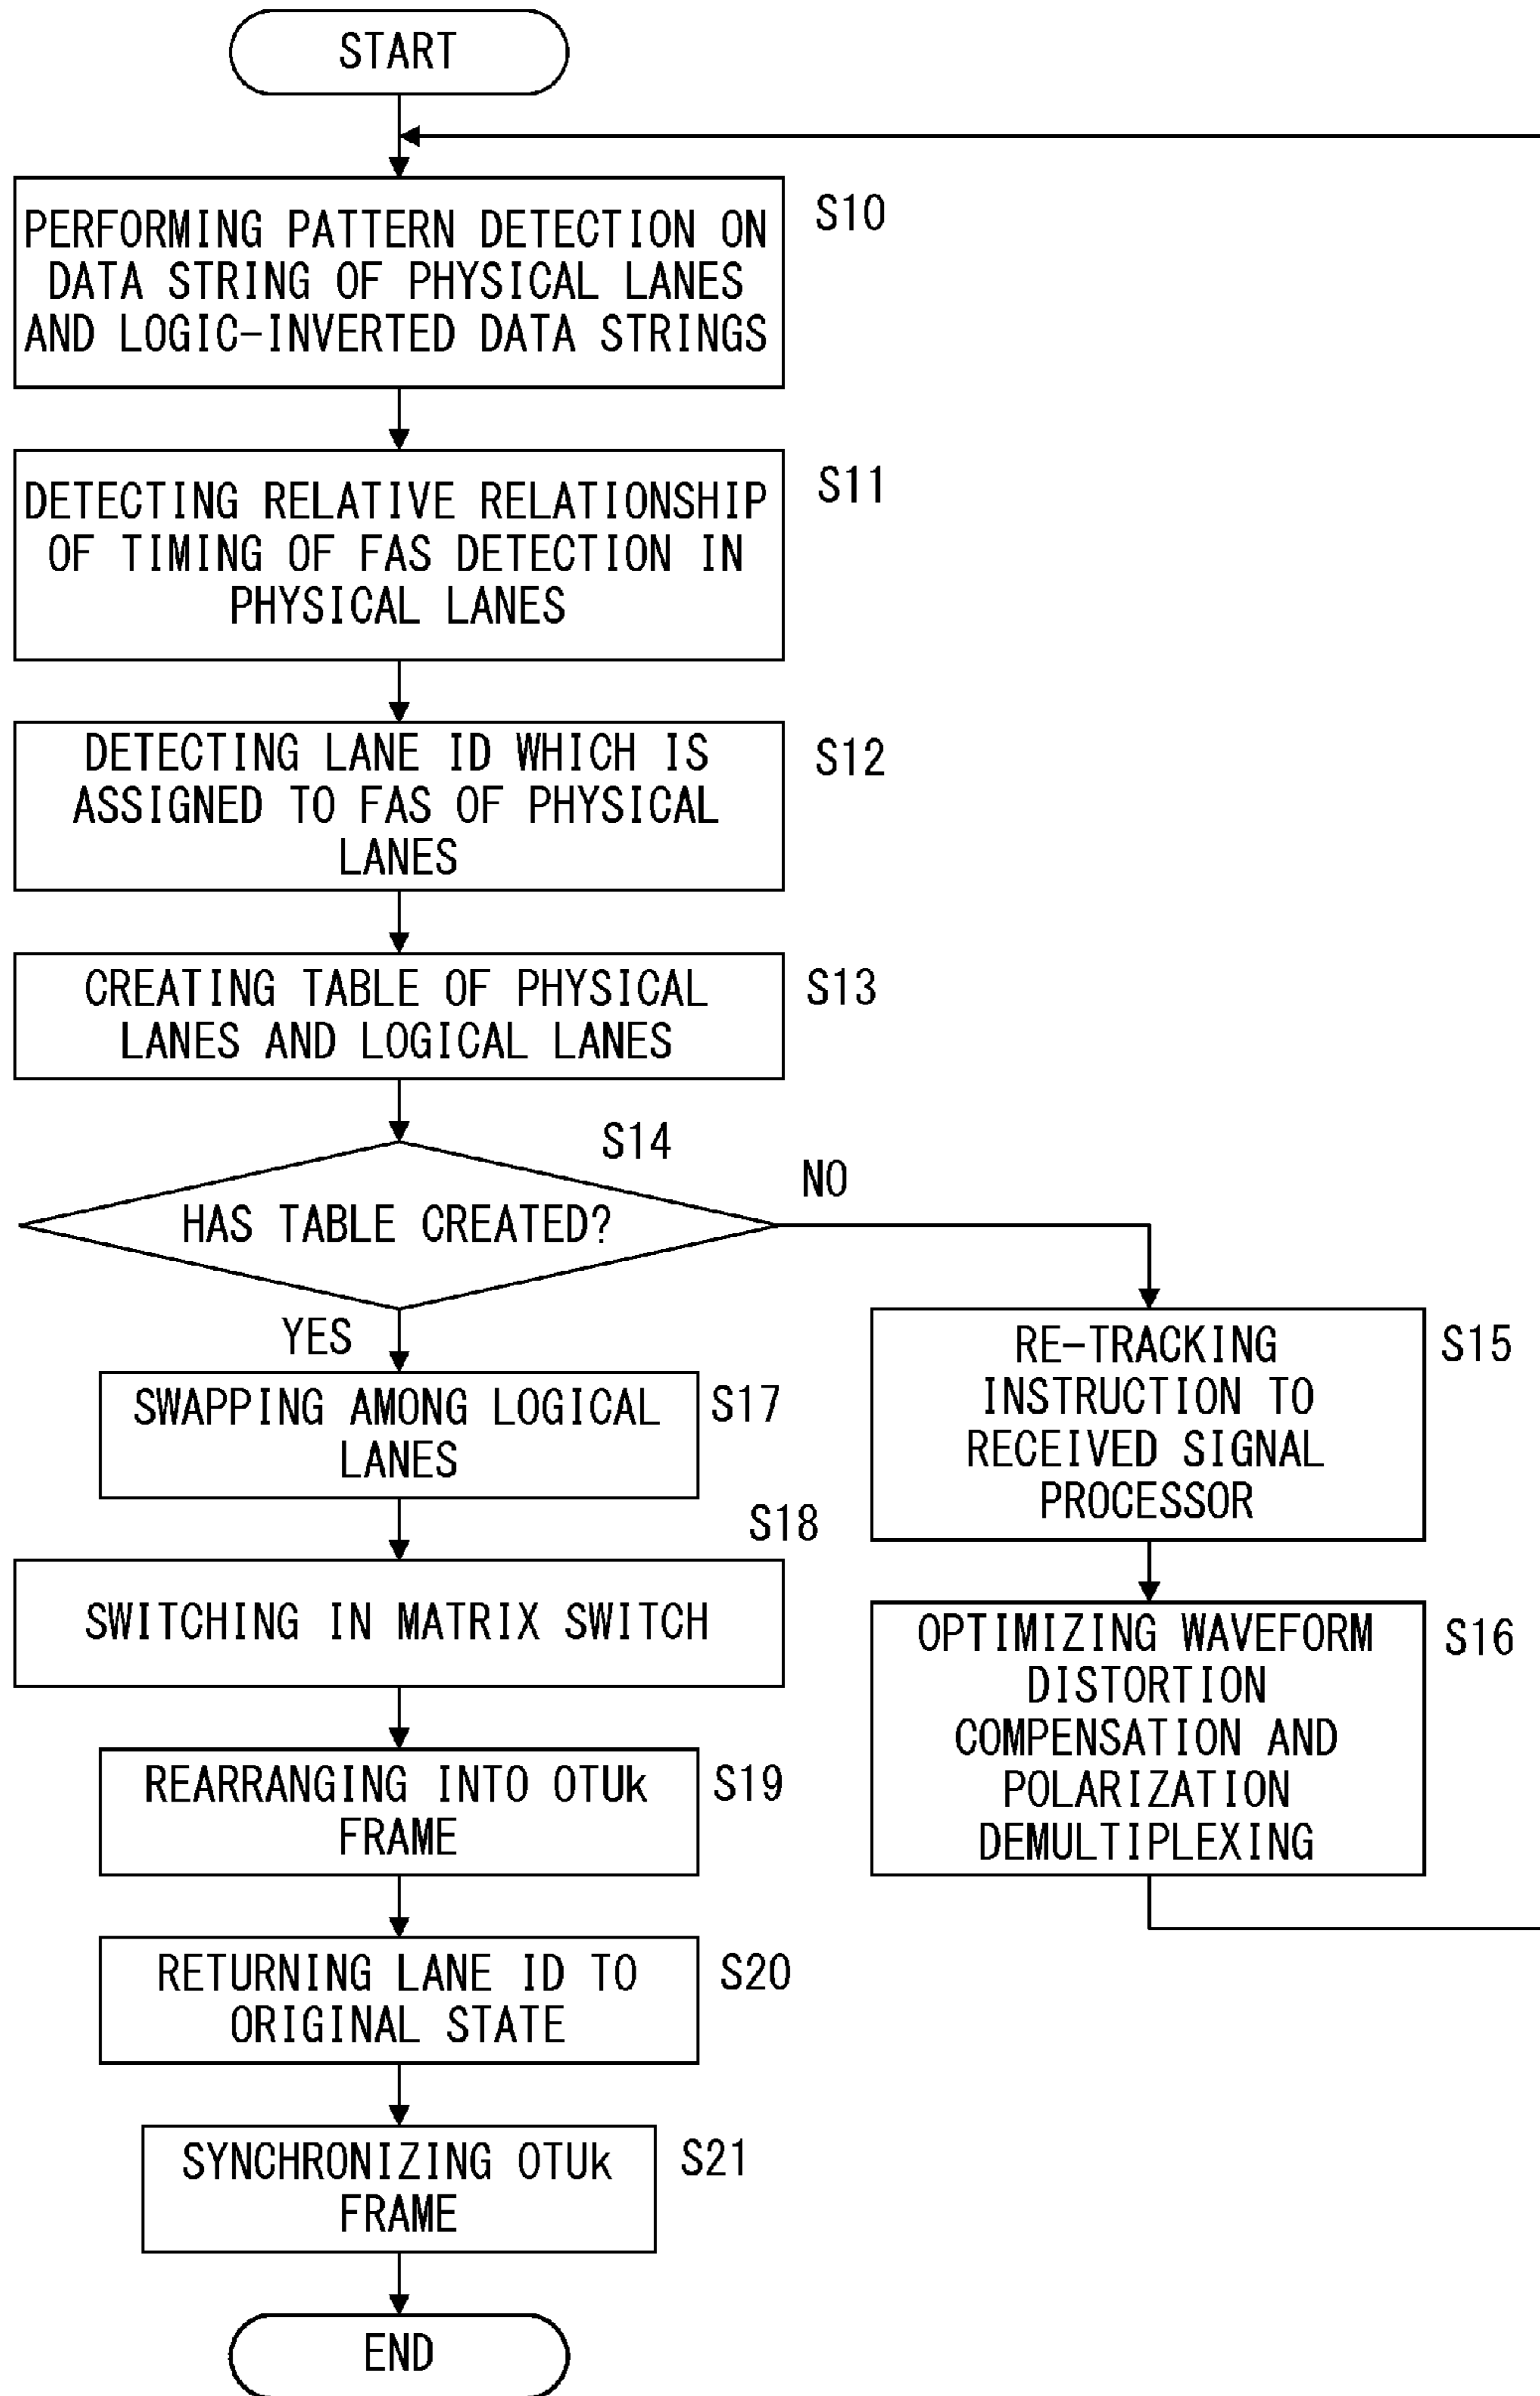 START
PERFORMING PATTERN DETECTION ON
DATA STRING OF PHYSICAL LANES
AND LOGIC-INVERTED DATA STRINGS
S10
DETECTING RELATIVE RELATIONSHIP
OF TIMING OF FAS DETECTION IN
PHYSICAL LANES
S11
DETECTING LANE ID WHICH IS
ASSIGNED TO FAS OF PHYSICAL
LANES
S12
CREATING TABLE OF PHYSICAL
LANES AND LOGICAL LANES
S13
S14
HAS TABLE CREATED?
NO
YES
RE-TRACKING
INSTRUCTION TO
RECEIVED SIGNAL
PROCESSOR
S15
OPTIMIZING WAVEFORM
DISTORTION
COMPENSATION AND
POLARIZATION
DEMULTIPLEXING
S16
SWAPPING AMONG LOGICAL
LANES
S17
S18
SWITCHING IN MATRIX SWITCH
REARRANGING INTO OTUk
FRAME
S19
RETURNING LANE ID TO
ORIGINAL STATE
S20
SYNCHRONIZING OTUk
FRAME
S21
END